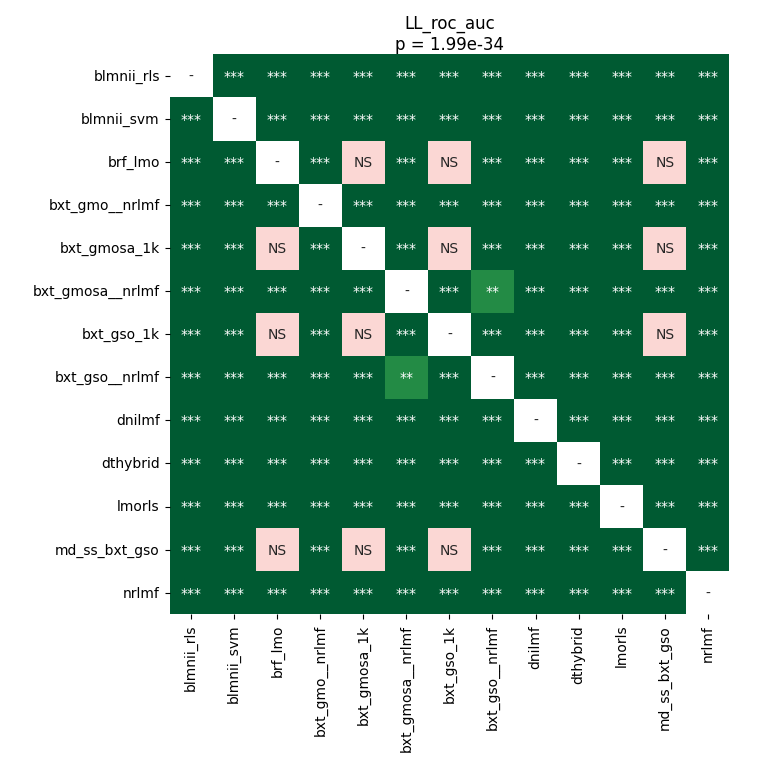 LL_roc_auc
p = 1.99e-34
blmnii_rls - *** *** *** *** *** *** *** *** *** *** *** ***
blmnii_svm *** - *** *** *** *** *** *** *** *** *** *** ***
brf_lmo *** *** - *** NS *** NS *** *** *** *** NS ***
bxt_gmo__nrlmf *** *** *** - *** *** *** *** *** *** *** *** ***
bxt_gmosa_1k *** *** NS *** - *** NS *** *** *** *** NS ***
bxt_gmosa__nrlmf *** *** *** *** *** - *** ** *** *** *** *** ***
bxt_gso_1k *** *** NS *** NS *** - *** *** *** *** NS ***
bxt_gso__nrlmf *** *** *** *** *** ** *** - *** *** *** *** ***
dnilmf *** *** *** *** *** *** *** *** - *** *** *** ***
dthybrid *** *** *** *** *** *** *** *** *** - *** *** ***
lmorls *** *** *** *** *** *** *** *** *** *** - *** ***
md_ss_bxt_gso *** *** NS *** NS *** NS *** *** *** *** - ***
nrlmf *** *** *** *** *** *** *** *** *** *** *** *** -
blmnii_rls
blmnii_svm
brf_lmo
bxt_gmo__nrlmf
bxt_gmosa_1k
bxt_gmosa__nrlmf
bxt_gso_1k
bxt_gso__nrlmf
dnilmf
dthybrid
lmorls
md_ss_bxt_gso
nrlmf